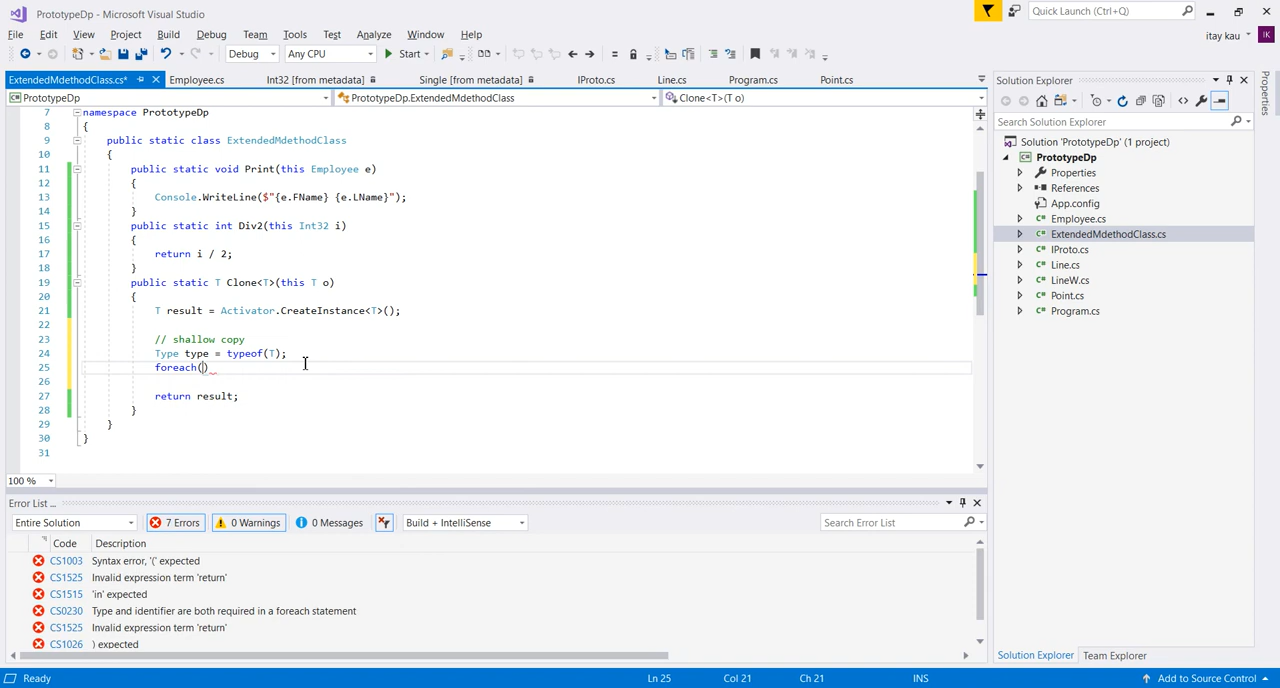 PrototypeDp - Microsoft Visual Studio
Quick Launch (Ctrl+Q)
File Edit View Project Build Debug Team Tools Test Analyze Window Help
itay kau IK
Debug Any CPU Start
ExtendedMdethodClass.cs* Employee.cs Int32 [from metadata] Single [from metadata] IProto.cs Line.cs Program.cs Point.cs
PrototypeDp PrototypeDp.ExtendedMdethodClass Clone<T>(T o)
7 namespace PrototypeDp
8 {
9 public static class ExtendedMdethodClass
10 {
11 public static void Print(this Employee e)
12 {
13 Console.WriteLine($"{e.FName} {e.LName}");
14 }
15 public static int Div2(this Int32 i)
16 {
17 return i / 2;
18 }
19 public static T Clone<T>(this T o)
20 {
21 T result = Activator.CreateInstance<T>();
22
23 // shallow copy
24 Type type = typeof(T);
25 foreach()
26
27 return result;
28 }
29 }
30 }
31
100 %
Error List ...
Entire Solution 7 Errors 0 Warnings 0 Messages Build + IntelliSense Search Error List
Code Description
CS1003 Syntax error, '(' expected
CS1525 Invalid expression term 'return'
CS1515 'in' expected
CS0230 Type and identifier are both required in a foreach statement
CS1525 Invalid expression term 'return'
CS1026 ) expected
Solution Explorer
Search Solution Explorer
Solution 'PrototypeDp' (1 project)
PrototypeDp
Properties
References
App.config
Employee.cs
ExtendedMdethodClass.cs
IProto.cs
Line.cs
LineW.cs
Point.cs
Program.cs
Solution Explorer Team Explorer
Properties
Ready Ln 25 Col 21 Ch 21 INS Add to Source Control